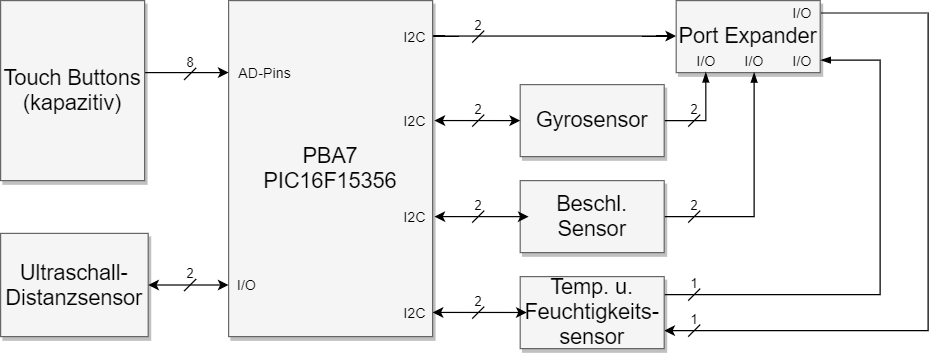 Touch Buttons
(kapazitiv)
8
AD-Pins
Ultraschall-
Distanzsensor
2
I/O
PBA7
PIC16F15356
I2C
2
I2C
2
I2C
2
I2C
2
Port Expander
I/O
I/O
I/O
I/O
Gyrosensor
2
Beschl.
Sensor
2
Temp. u.
Feuchtigkeits-
sensor
1
1